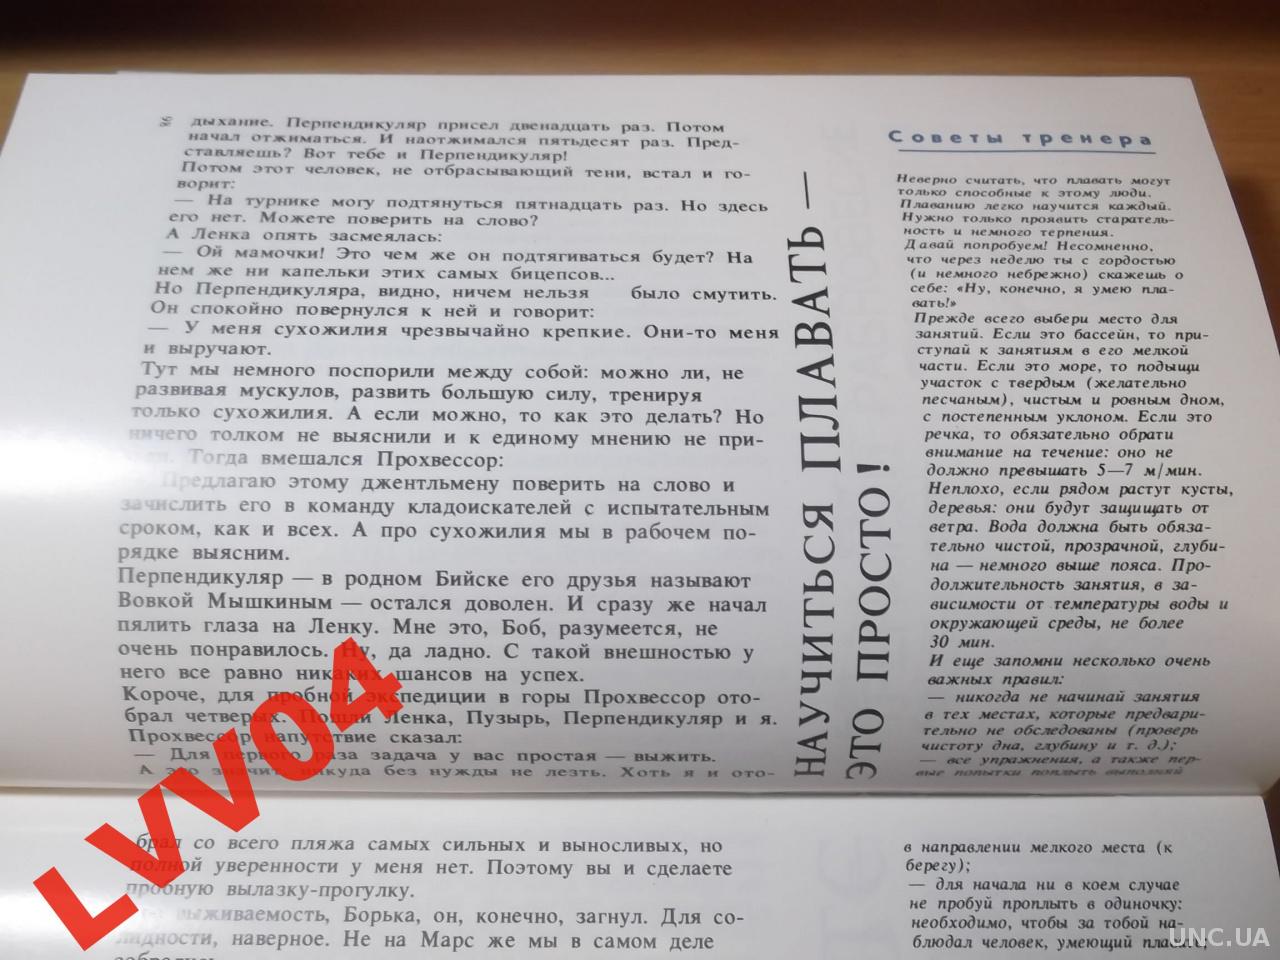 98
дыхание. Перпендикуляр присел двенадцать раз. Потом
начал отжиматься. И наотжимался пятьдесят раз. Пред-
ставляешь? Вот тебе и Перпендикуляр!
Потом этот человек, не отбрасывающий тени, встал и го-
ворит:
— На турнике могу подтянуться пятнадцать раз. Но здесь
его нет. Можете поверить на слово?
А Ленка опять засмеялась:
— Ой мамочки! Это чем же он подтягиваться будет? На
нем же ни капельки этих самых бицепсов...
Но Перпендикуляра, видно, ничем нельзя было смутить.
Он спокойно повернулся к ней и говорит:
— У меня сухожилия чрезвычайно крепкие. Они-то меня
и выручают.
Тут мы немного поспорили между собой: можно ли, не
развивая мускулов, развить большую силу, тренируя
только сухожилия. А если можно, то как это делать? Но
ничего толком не выяснили и к единому мнению не при-
Тогда вмешался Прохвессор:
Предлагаю этому джентльмену поверить на слово и
зачислить его в команду кладоискателей с испытательным
сроком, как и всех. А про сухожилия мы в рабочем по-
рядке выясним.
Перпендикуляр — в родном Бийске его друзья называют
Вовкой Мышкиным — остался доволен. И сразу же начал
пялить глаза на Ленку. Мне это, Боб, разумеется, не
очень понравилось. Ну, да ладно. С такой внешностью у
него все равно никаких шансов на успех.
Короче, для пробной экспедиции в горы Прохвессор ото-
брал четверых. Пошли Ленка, Пузырь, Перпендикуляр и я.
Прохвессор напутствие сказал:
— Для первого раза задача у вас простая — выжить.
А это значит никуда без нужды не лезть. Хоть я и ото-
брал со всего пляжа самых сильных и выносливых, но
полной уверенности у меня нет. Поэтому вы и сделаете
пробную вылазку-прогулку.
выживаемость, Борька, он, конечно, загнул. Для со-
лидности, наверное. Не на Марс же мы в самом деле
НАУЧИТЬСЯ ПЛАВАТЬ —
ЭТО ПРОСТО!
Советы тренера
Неверно считать, что плавать могут
только способные к этому люди.
Плаванию легко научится каждый.
Нужно только проявить старатель-
ность и немного терпения.
Давай попробуем! Несомненно,
что через неделю ты с гордостью
(и немного небрежно) скажешь о
себе: «Ну, конечно, я умею пла-
вать!»
Прежде всего выбери место для
занятий. Если это бассейн, то при-
ступай к занятиям в его мелкой
части. Если это море, то подыщи
участок с твердым (желательно
песчаным), чистым и ровным дном,
с постепенным уклоном. Если это
речка, то обязательно обрати
внимание на течение: оно не
должно превышать 5—7 м/мин.
Неплохо, если рядом растут кусты,
деревья: они будут защищать от
ветра. Вода должна быть обяза-
тельно чистой, прозрачной, глуби-
на — немного выше пояса. Про-
должительность занятия, в за-
висимости от температуры воды и
окружающей среды, не более
30 мин.
И еще запомни несколько очень
важных правил:
— никогда не начинай занятия
в тех местах, которые предвари-
тельно не обследованы (проверь
чистоту дна, глубину и т. д.);
— все упражнения, а также пер-
вые попытки поплыть выполняй
в направлении мелкого места (к
берегу);
— для начала ни в коем случае
не пробуй проплыть в одиночку:
необходимо, чтобы за тобой на-
блюдал человек, умеющий плавать;
LVV04
UNC.UA